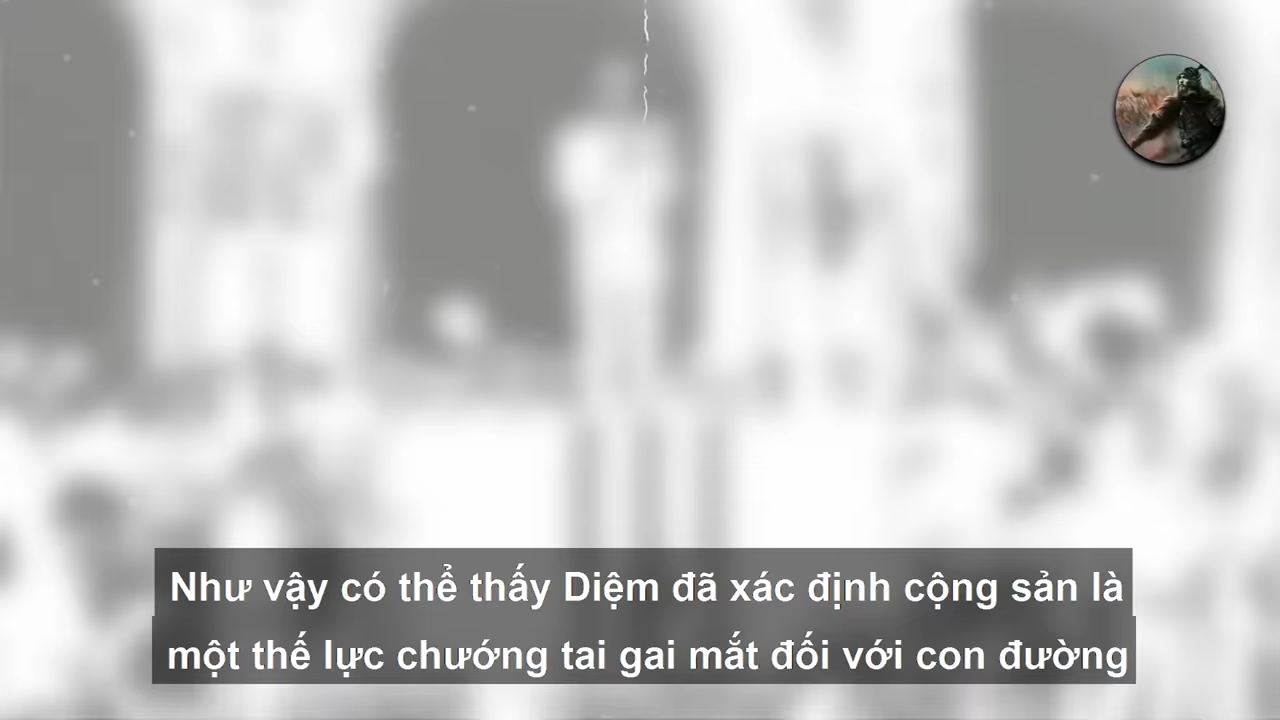 Như vậy có thể thấy Diệm đã xác định cộng sản là
một thế lực chướng tai gai mắt đối với con đường